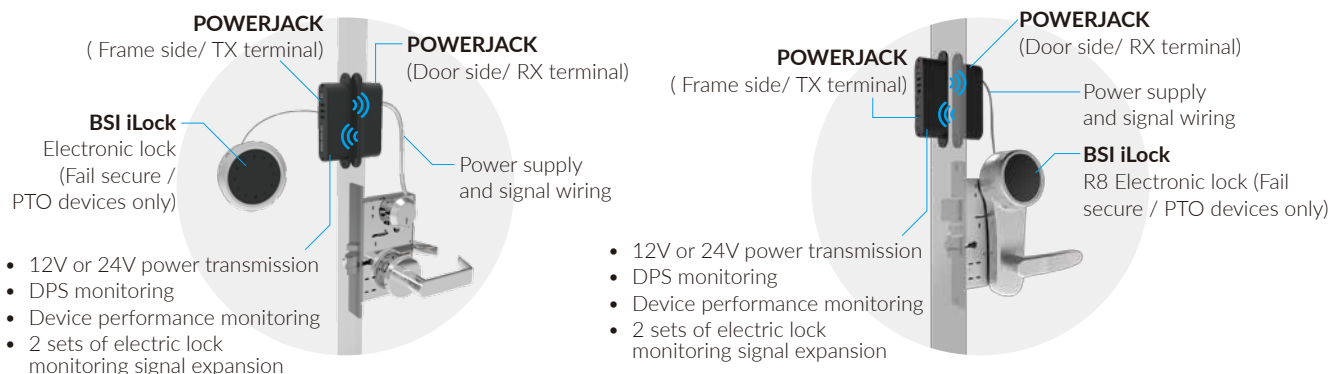 POWERJACK
( Frame side/ TX terminal)
POWERJACK
(Door side/ RX terminal)
BSI iLock
Electronic lock
(Fail secure /
PTO devices only)
Power supply
and signal wiring
• 12V or 24V power transmission
• DPS monitoring
• Device performance monitoring
• 2 sets of electric lock
monitoring signal expansion
POWERJACK
(Door side/ RX terminal)
POWERJACK
( Frame side/ TX terminal)
Power supply
and signal wiring
BSI iLock
R8 Electronic lock (Fail
secure / PTO devices only)
• 12V or 24V power transmission
• DPS monitoring
• Device performance monitoring
• 2 sets of electric lock
monitoring signal expansion